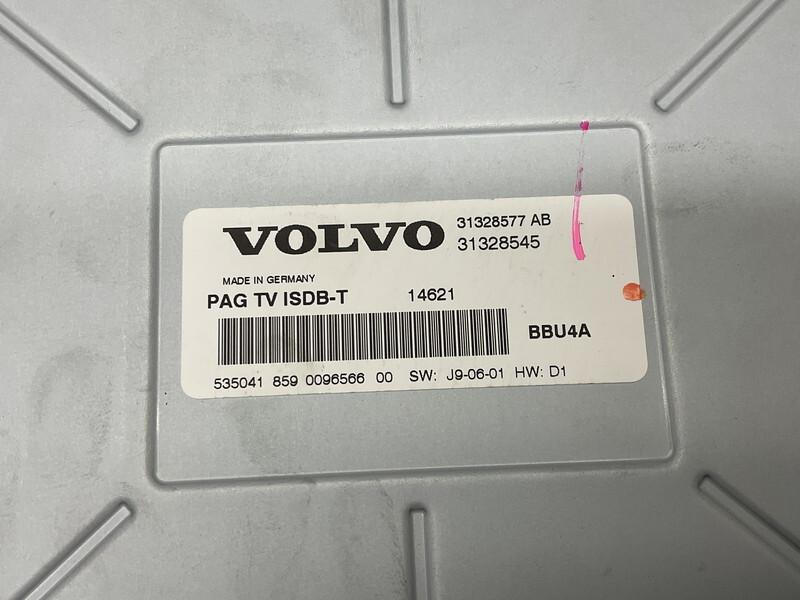 VOLVO 31328577 AB
31328545
MADE IN GERMANY
PAG TV ISDB-T 14621
BBU4A
535041 859 0096566 00 SW: J9-06-01 HW: D1